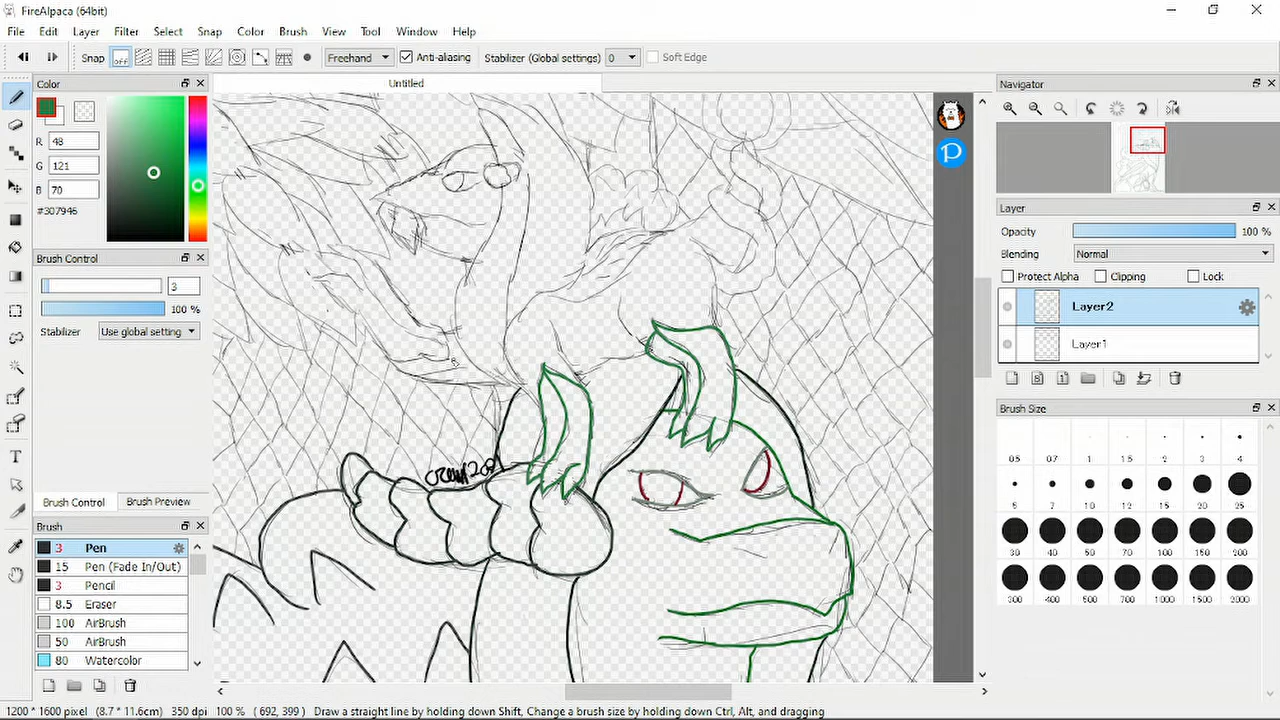 FireAlpaca (64bit)
File Edit Layer Filter Select Snap Color Brush View Tool Window Help
Snap off Freehand Anti-aliasing Stabilizer (Global settings) 0 Soft Edge
Color
R 48
G 121
B 70
#307946
Brush Control
3
100 %
Stabilizer Use global setting
Brush Control Brush Preview
Brush
3 Pen
15 Pen (Fade In/Out)
3 Pencil
8.5 Eraser
100 AirBrush
50 AirBrush
80 Watercolor
Untitled
P
Navigator
Layer
Opacity 100 %
Blending Normal
Protect Alpha Clipping Lock
Layer2
Layer1
Brush Size
0.5 0.7 1 1.5 2 3 4
5 7 10 12 15 20 25
30 40 50 70 100 150 200
300 400 500 700 1000 1500 2000
1200 * 1600 pixel (8.7 * 11.6cm) 350 dpi 100 % ( 692, 399 ) Draw a straight line by holding down Shift, Change a brush size by holding down Ctrl, Alt, and dragging